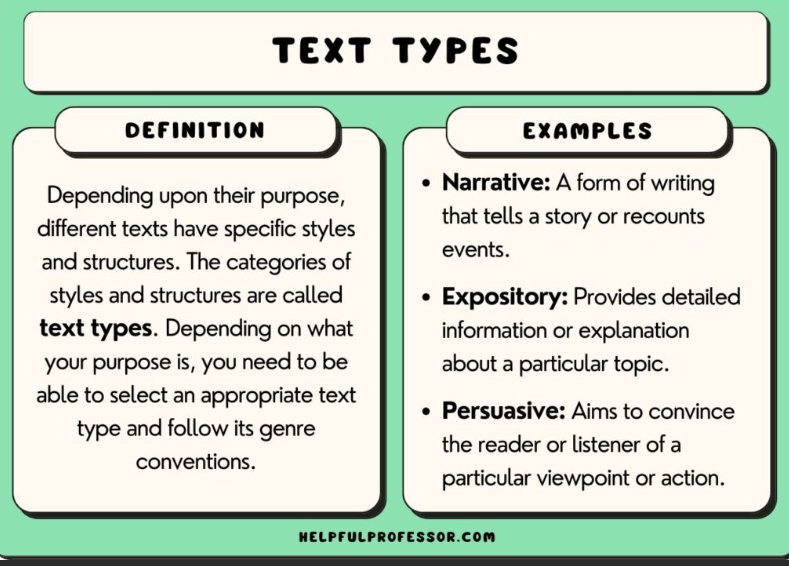 TEXT TYPES
DEFINITION
Depending upon their purpose,
different texts have specific styles
and structures. The categories of
styles and structures are called
text types. Depending on what
your purpose is, you need to be
able to select an appropriate text
type and follow its genre
conventions.
EXAMPLES
• Narrative: A form of writing
that tells a story or recounts
events.
• Expository: Provides detailed
information or explanation
about a particular topic.
• Persuasive: Aims to convince
the reader or listener of a
particular viewpoint or action.
HELPFULPROFESSOR.COM